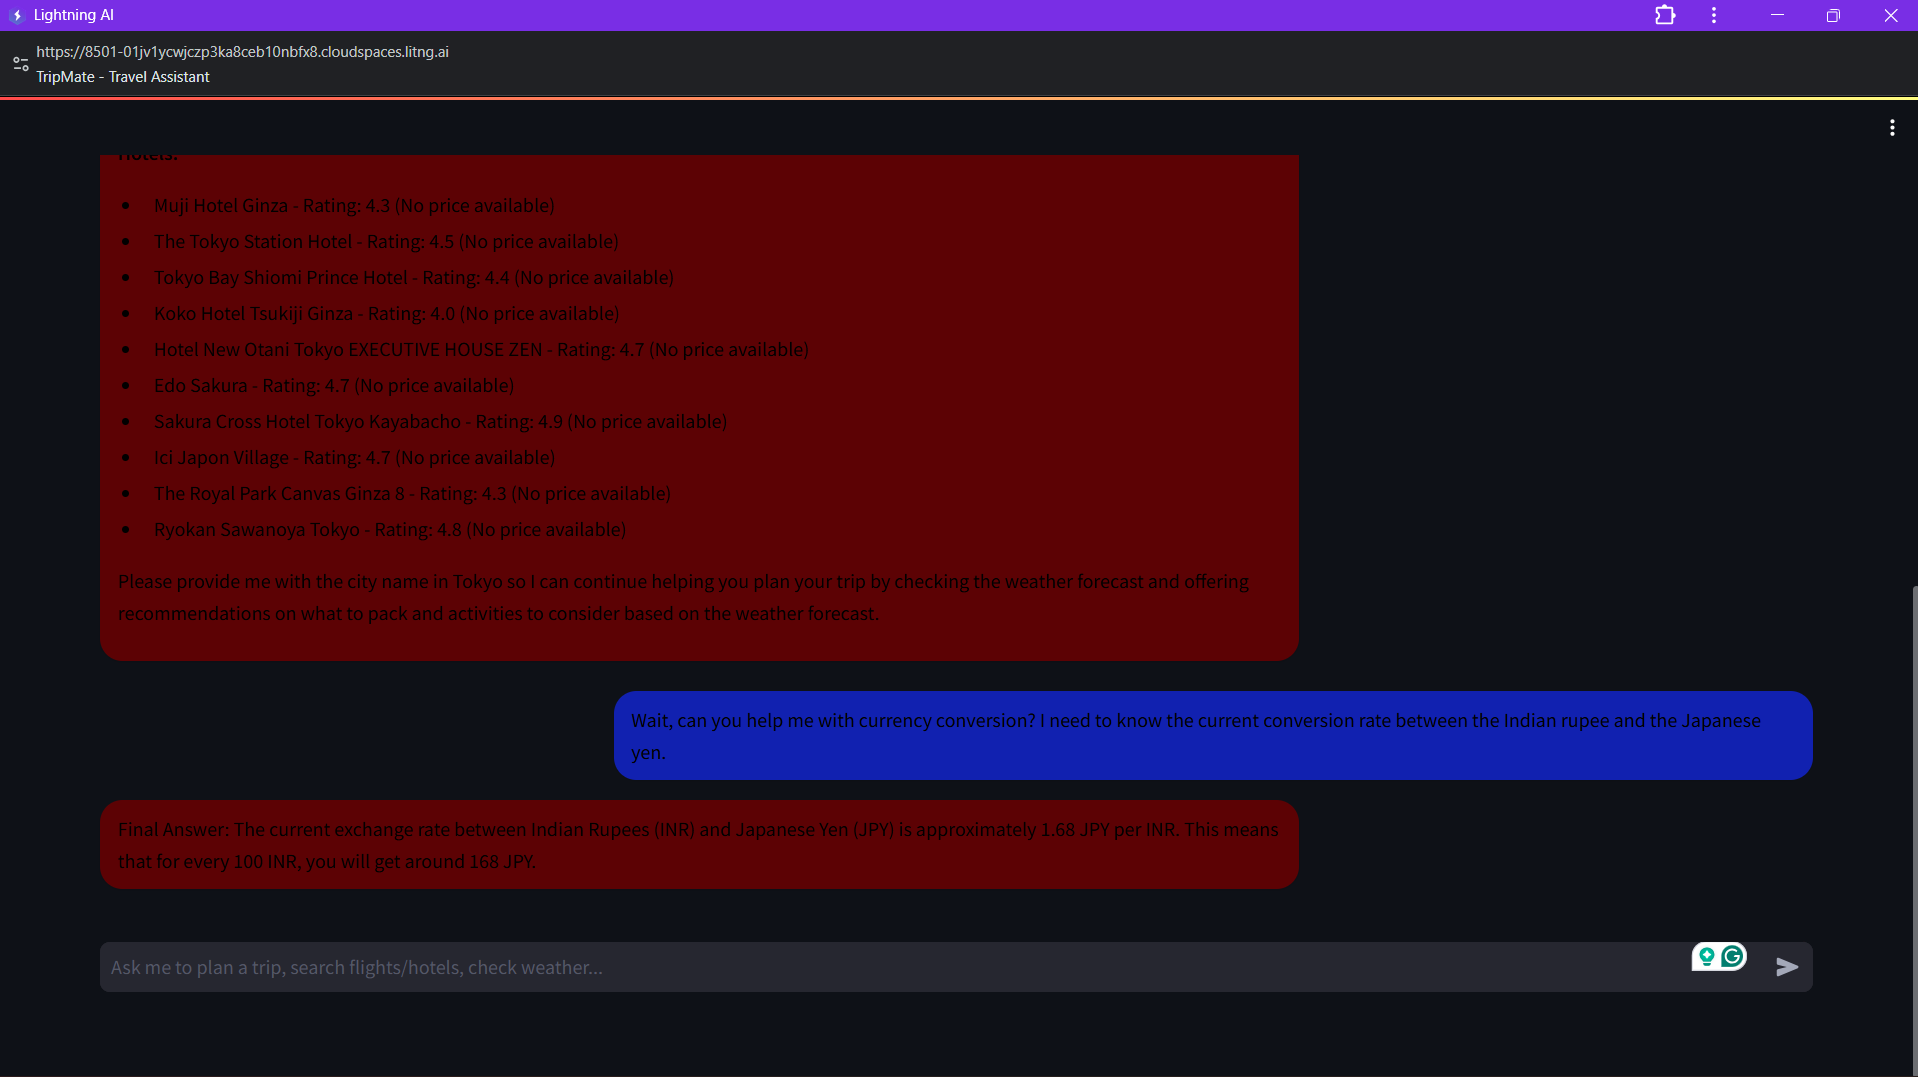 Lightning AI
https://8501-01jv1ycwjczp3ka8ceb10nbfx8.cloudspaces.litng.ai
TripMate - Travel Assistant
Hotels:
Muji Hotel Ginza - Rating: 4.3 (No price available)
The Tokyo Station Hotel - Rating: 4.5 (No price available)
Tokyo Bay Shiomi Prince Hotel - Rating: 4.4 (No price available)
Koko Hotel Tsukiji Ginza - Rating: 4.0 (No price available)
Hotel New Otani Tokyo EXECUTIVE HOUSE ZEN - Rating: 4.7 (No price available)
Edo Sakura - Rating: 4.7 (No price available)
Sakura Cross Hotel Tokyo Kayabacho - Rating: 4.9 (No price available)
Ici Japon Village - Rating: 4.7 (No price available)
The Royal Park Canvas Ginza 8 - Rating: 4.3 (No price available)
Ryokan Sawanoya Tokyo - Rating: 4.8 (No price available)
Please provide me with the city name in Tokyo so I can continue helping you plan your trip by checking the weather forecast and offering
recommendations on what to pack and activities to consider based on the weather forecast.
Wait, can you help me with currency conversion? I need to know the current conversion rate between the Indian rupee and the Japanese
yen.
Final Answer: The current exchange rate between Indian Rupees (INR) and Japanese Yen (JPY) is approximately 1.68 JPY per INR. This means
that for every 100 INR, you will get around 168 JPY.
Ask me to plan a trip, search flights/hotels, check weather...